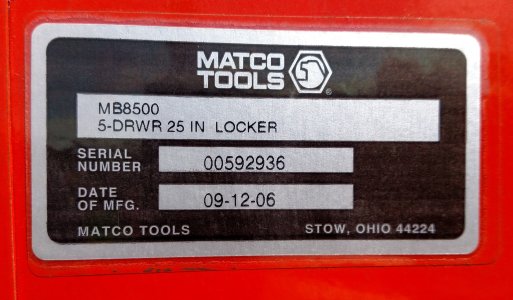 MATCO
TOOLS
®
MB8500
5-DRWR 25 IN LOCKER
SERIAL
NUMBER
00592936
DATE
OF MFG.
09-12-06
MATCO TOOLS STOW, OHIO 44224